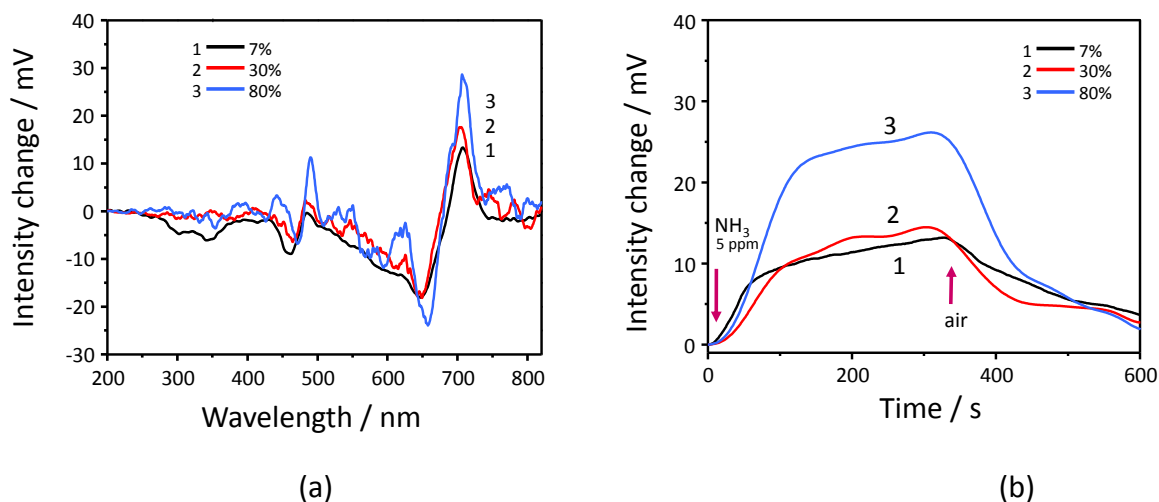 Intensity change / mV
40
30
20
10
0
-10
-20
-30
1 7%
2 30%
3 80%
3
2
1
200 300 400 500 600 700 800
Wavelength / nm
(a)
Intensity change / mV
40
30
20
10
0
1 7%
2 30%
3 80%
3
NH₃
5 ppm
2
1
air
0 200 400 600
Time / s
(b)